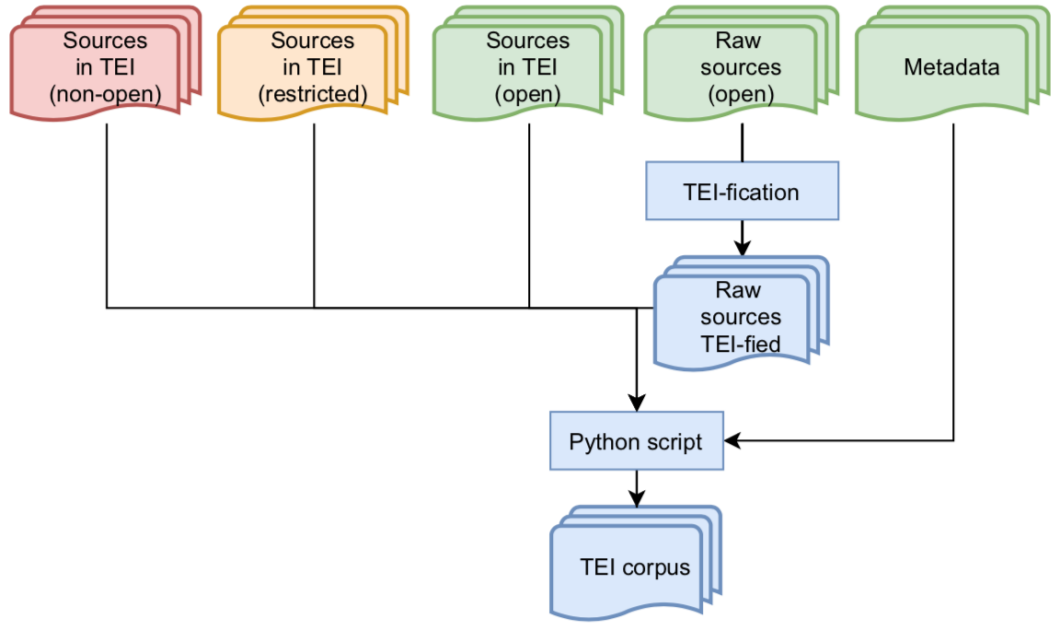 Sources
in TEI
(non-open)
Sources
in TEI
(restricted)
Sources
in TEI
(open)
Raw
sources
(open)
Metadata
TEI-fication
Raw
sources
TEI-fied
Python script
TEI corpus